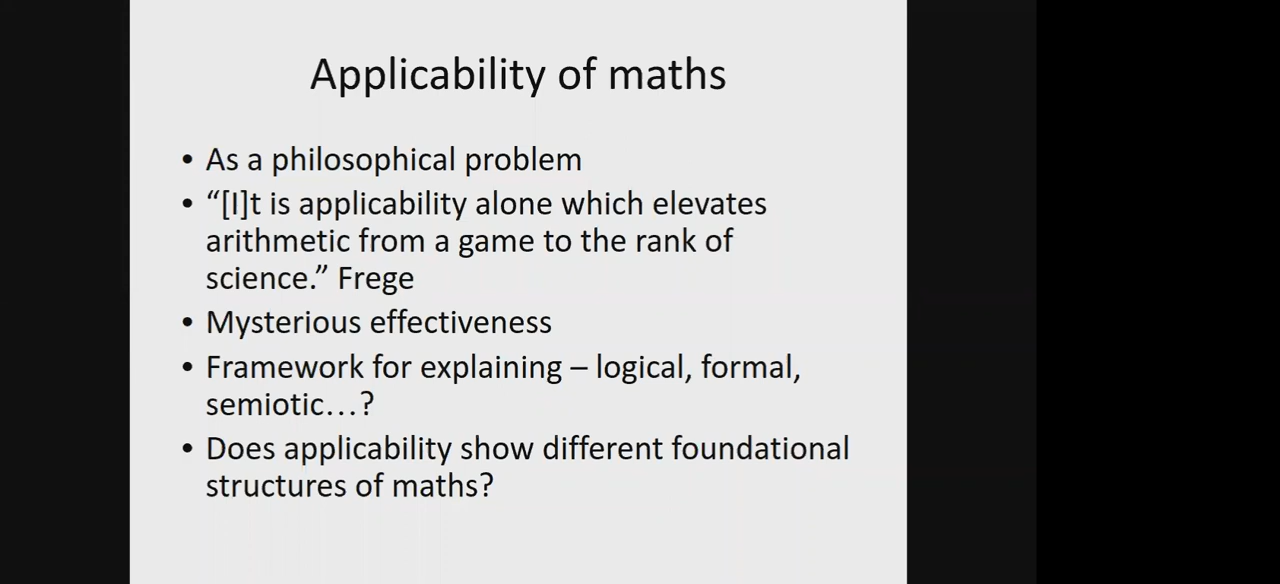 Applicability of maths
• As a philosophical problem
• “[I]t is applicability alone which elevates
arithmetic from a game to the rank of
science.” Frege
• Mysterious effectiveness
• Framework for explaining – logical, formal,
semiotic…?
• Does applicability show different foundational
structures of maths?